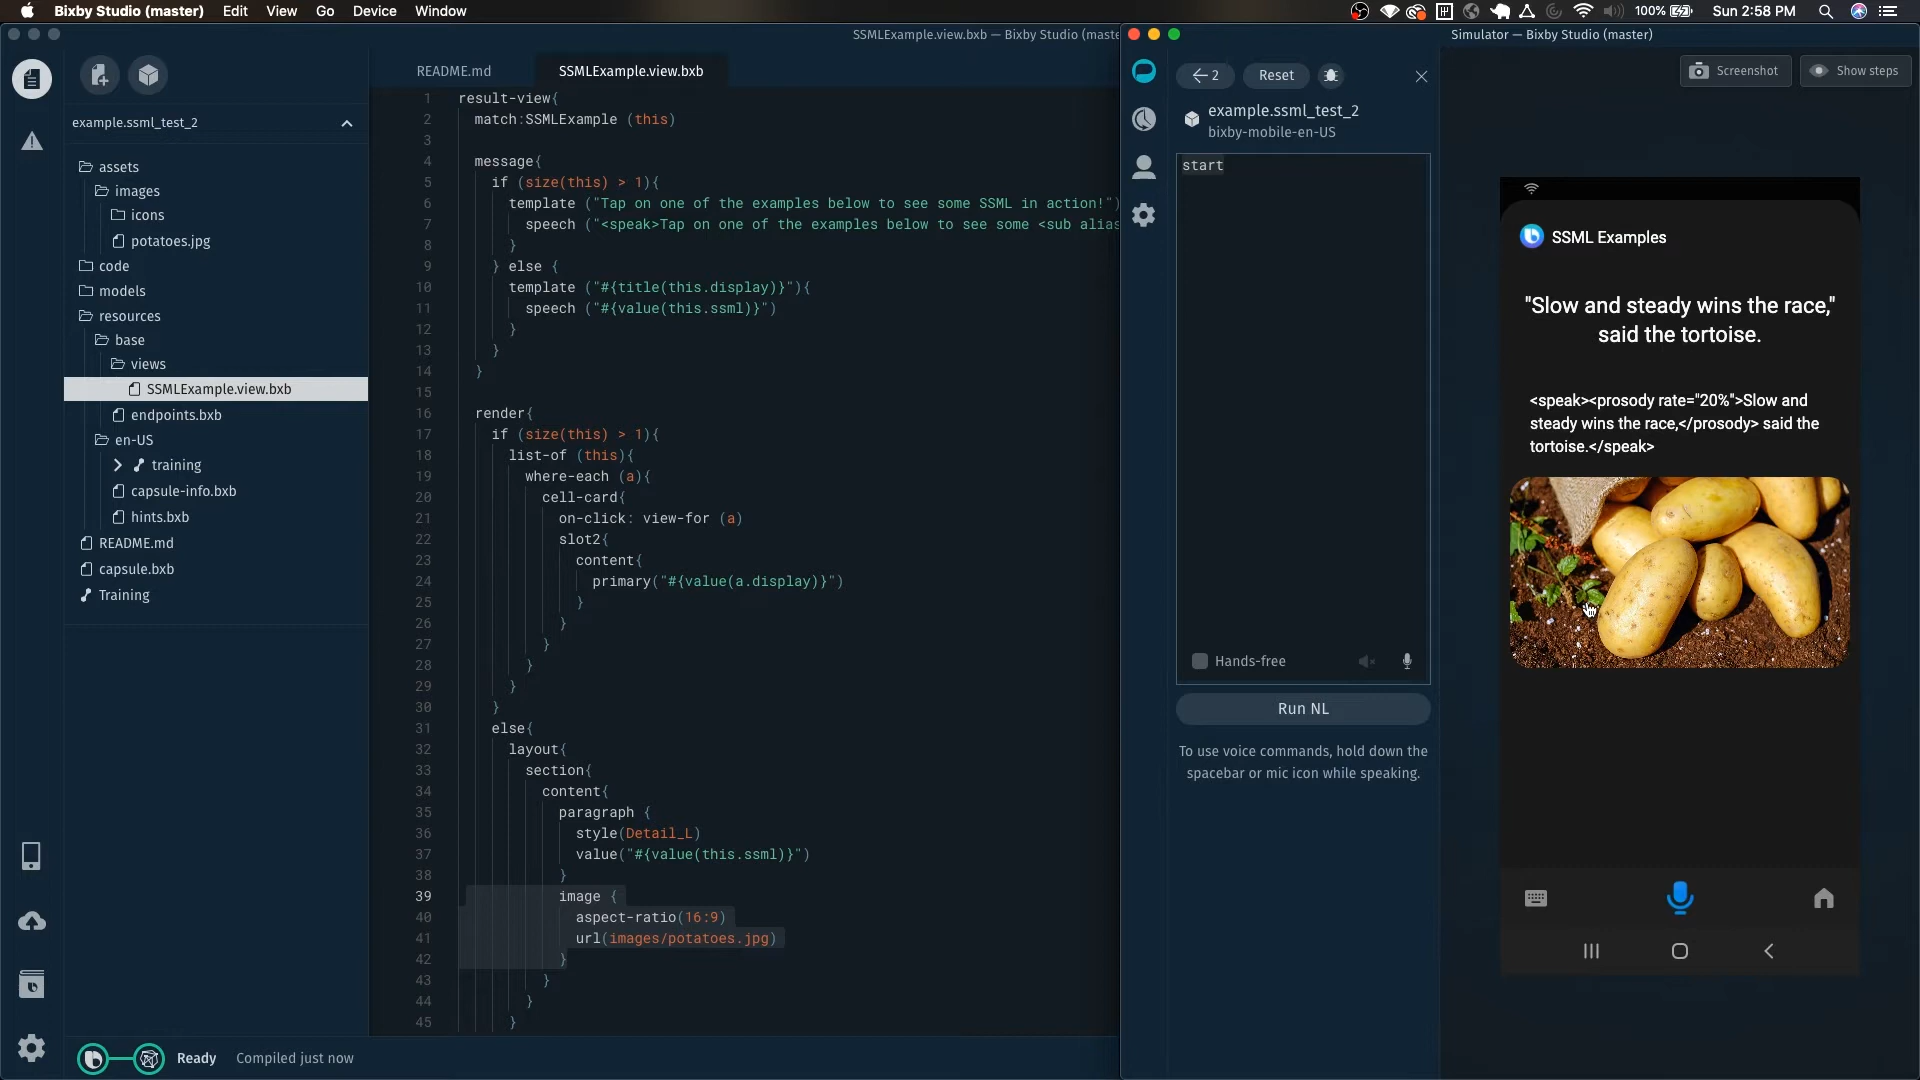 Bixby Studio (master) Edit View Go Device Window
100% Sun 2:58 PM
SSMLExample.view.bxb — Bixby Studio (maste
Simulator — Bixby Studio (master)
README.md SSMLExample.view.bxb
example.ssml_test_2
assets
images
icons
potatoes.jpg
code
models
resources
base
views
SSMLExample.view.bxb
endpoints.bxb
en-US
training
capsule-info.bxb
hints.bxb
README.md
capsule.bxb
Training
1 result-view{
2 match:SSMLExample (this)
3
4 message{
5 if (size(this) > 1){
6 template ("Tap on one of the examples below to see some SSML in action!")
7 speech ("<speak>Tap on one of the examples below to see some <sub alias
8 }
9 } else {
10 template ("#{title(this.display)}"){
11 speech ("#{value(this.ssml)}")
12 }
13 }
14 }
15
16 render{
17 if (size(this) > 1){
18 list-of (this){
19 where-each (a){
20 cell-card{
21 on-click: view-for (a)
22 slot2{
23 content{
24 primary("#{value(a.display)}")
25 }
26 }
27 }
28 }
29 }
30 }
31 else{
32 layout{
33 section{
34 content{
35 paragraph {
36 style(Detail_L)
37 value("#{value(this.ssml)}")
38 }
39 image {
40 aspect-ratio(16:9)
41 url(images/potatoes.jpg)
42 }
43 }
44 }
45 }
Ready Compiled just now
2 Reset
example.ssml_test_2
bixby-mobile-en-US
start
Hands-free
Run NL
To use voice commands, hold down the
spacebar or mic icon while speaking.
Screenshot Show steps
SSML Examples
"Slow and steady wins the race,"
said the tortoise.
<speak><prosody rate="20%">Slow and
steady wins the race,</prosody> said the
tortoise.</speak>